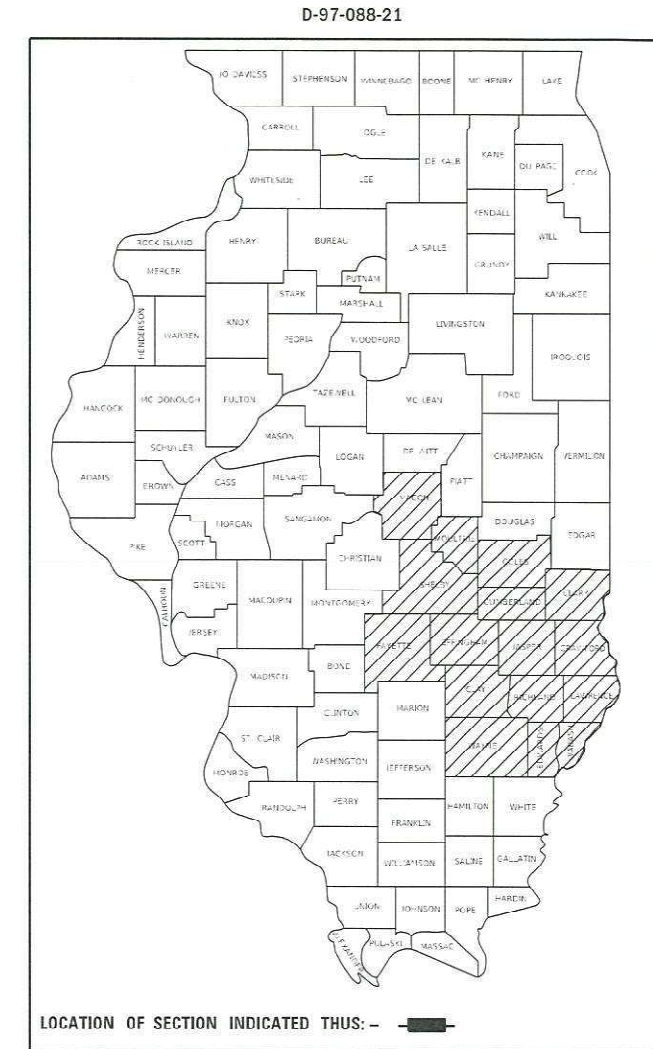 D-97-088-21
JO DAVIESS STEPHENSON WINNEBAGO BOONE MC HENRY LAKE
CARROLL OGLE
DE KALB KANE DU PAGE COOK
WHITESIDE LEE
KENDALL
ROCK ISLAND HENRY BUREAU LA SALLE WILL
MERCER PUTNAM GRUNDY
STARK MARSHALL KANKAKEE
HENDERSON WARREN KNOX PEORIA WOODFORD LIVINGSTON
IROQUOIS
HANCOCK MC DONOUGH FULTON TAZEWELL MC LEAN FORD
MASON
SCHUYLER LOGAN DE WITT CHAMPAIGN VERMILION
ADAMS BROWN CASS MENARD PIATT
MACON
PIKE SCOTT MORGAN SANGAMON MOULTRIE DOUGLAS EDGAR
CHRISTIAN COLES
GREENE MACOUPIN MONTGOMERY SHELBY CUMBERLAND CLARK
CALHOUN JERSEY
FAYETTE EFFINGHAM JASPER CRAWFORD
MADISON BOND
CLAY RICHLAND LAWRENCE
CLINTON MARION
ST. CLAIR WAYNE EDWARDS WABASH
MONROE WASHINGTON JEFFERSON
RANDOLPH PERRY HAMILTON WHITE
FRANKLIN
JACKSON WILLIAMSON SALINE GALLATIN
UNION JOHNSON POPE HARDIN
ALEXANDER PULASKI MASSAC
LOCATION OF SECTION INDICATED THUS: –